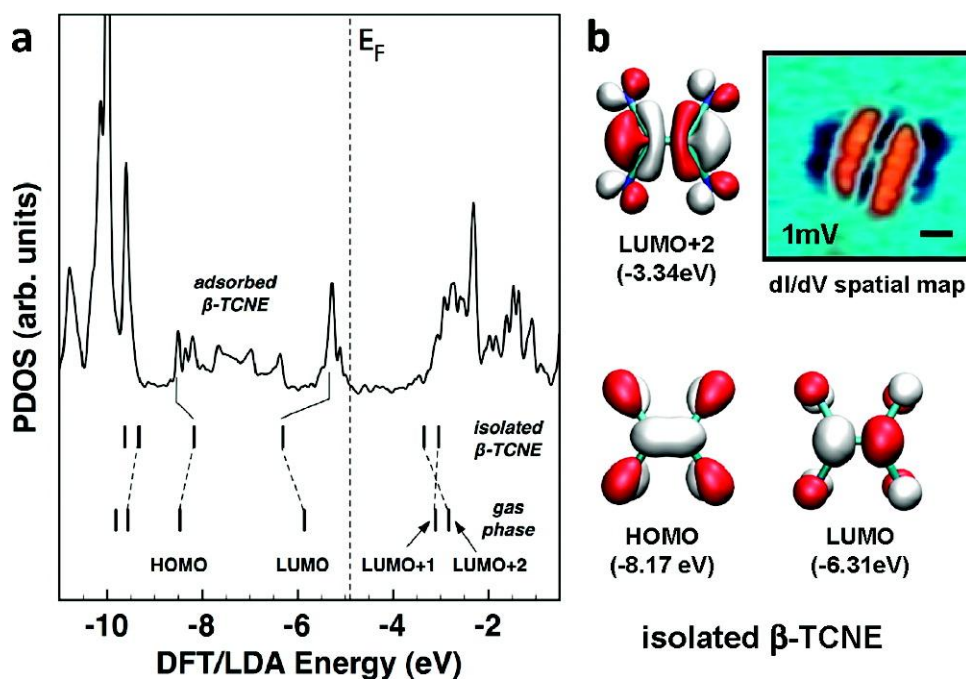 a
E_F
PDOS (arb. units)
adsorbed
β-TCNE
isolated
β-TCNE
gas
phase
HOMO
LUMO
LUMO+1
LUMO+2
-10
-8
-6
-4
-2
DFT/LDA Energy (eV)
b
LUMO+2
(-3.34eV)
1mV
dI/dV spatial map
HOMO
(-8.17 eV)
LUMO
(-6.31eV)
isolated β-TCNE